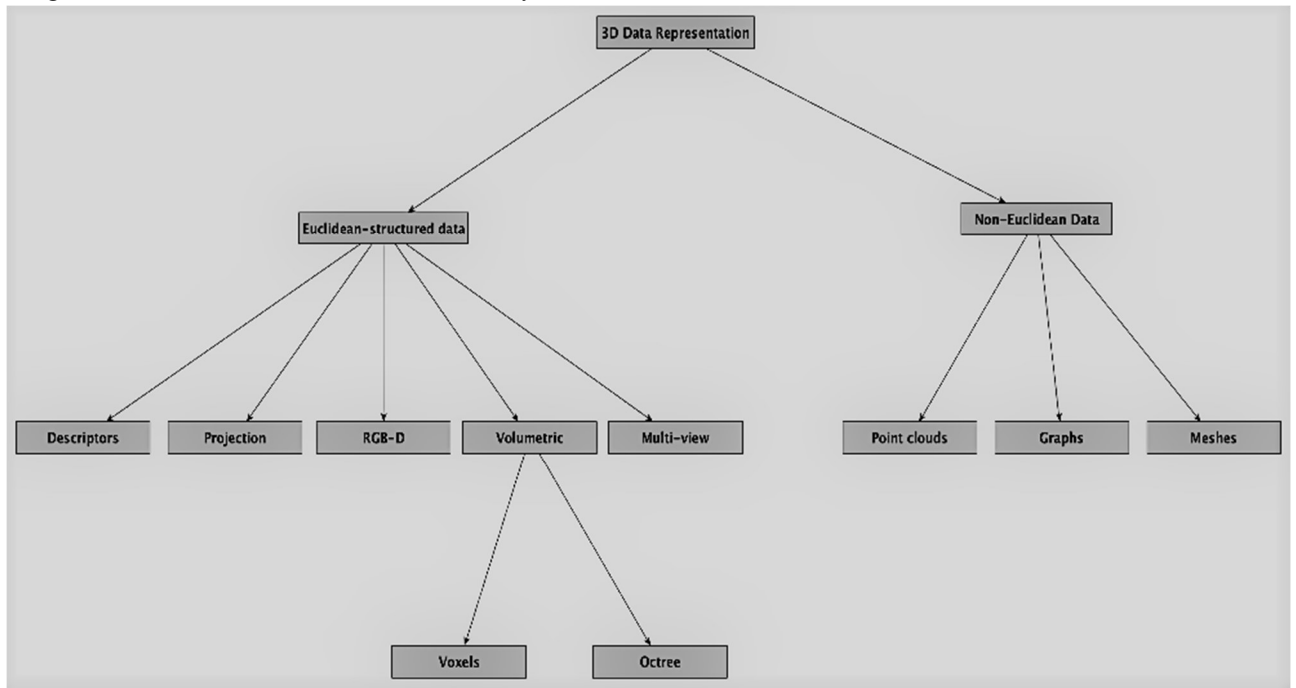 3D Data Representation
Euclidean-structured data
Non-Euclidean Data
Descriptors
Projection
RGB-D
Volumetric
Multi-view
Point clouds
Graphs
Meshes
Voxels
Octree